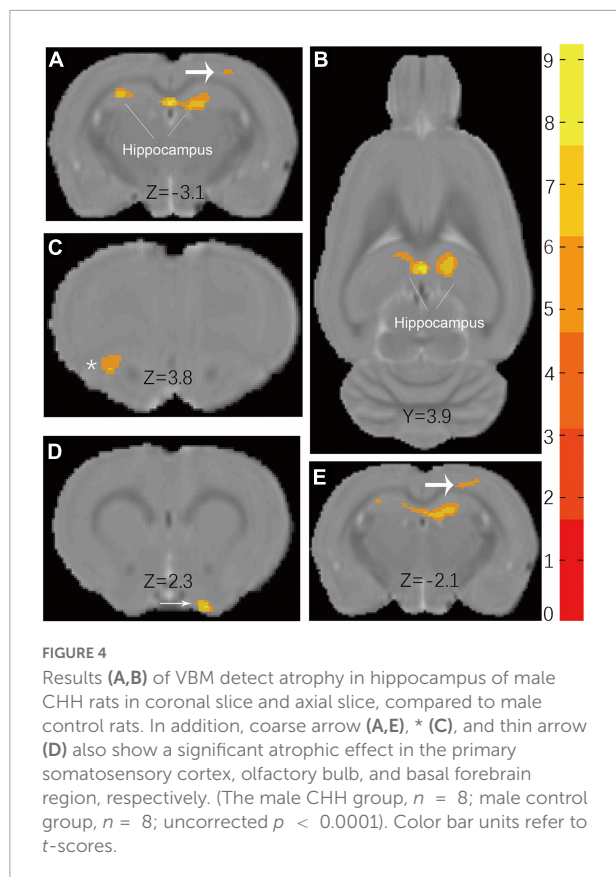 A
Hippocampus
Z=-3.1
B
Hippocampus
Y=3.9
C
*
Z=3.8
D
Z=2.3
E
Z=-2.1
9
8
7
6
5
4
3
2
1
0
FIGURE 4
Results (A,B) of VBM detect atrophy in hippocampus of male
CHH rats in coronal slice and axial slice, compared to male
control rats. In addition, coarse arrow (A,E), * (C), and thin arrow
(D) also show a significant atrophic effect in the primary
somatosensory cortex, olfactory bulb, and basal forebrain
region, respectively. (The male CHH group, n = 8; male control
group, n = 8; uncorrected p < 0.0001). Color bar units refer to
t-scores.